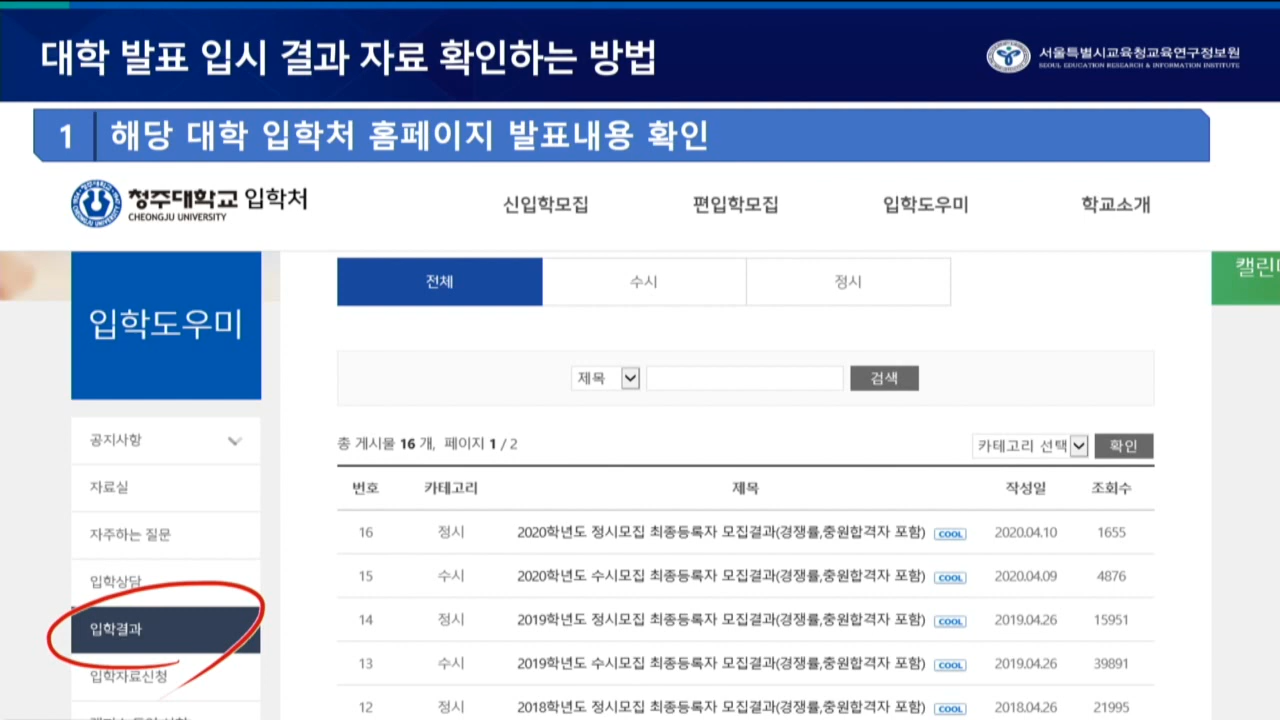 대학 발표 입시 결과 자료 확인하는 방법
서울특별시교육청교육연구정보원
SEOUL EDUCATION RESEARCH & INFORMATION INSTITUTE
1 해당 대학 입학처 홈페이지 발표내용 확인
청주대학교 입학처
CHEONGJU UNIVERSITY
신입학모집 편입학모집 입학도우미 학교소개
입학도우미
전체 수시 정시
제목 검색
총 게시물 16 개, 페이지 1 / 2
카테고리 선택 확인
번호 카테고리 제목 작성일 조회수
16 정시 2020학년도 정시모집 최종등록자 모집결과(경쟁률,충원합격자 포함) COOL 2020.04.10 1655
15 수시 2020학년도 수시모집 최종등록자 모집결과(경쟁률,충원합격자 포함) COOL 2020.04.09 4876
14 정시 2019학년도 정시모집 최종등록자 모집결과(경쟁률,충원합격자 포함) COOL 2019.04.26 15951
13 수시 2019학년도 수시모집 최종등록자 모집결과(경쟁률,충원합격자 포함) COOL 2019.04.26 39891
12 정시 2018학년도 정시모집 최종등록자 모집결과(경쟁률,충원합격자 포함) COOL 2018.04.26 21995
공지사항
자료실
자주하는 질문
입학상담
입학결과
입학자료신청